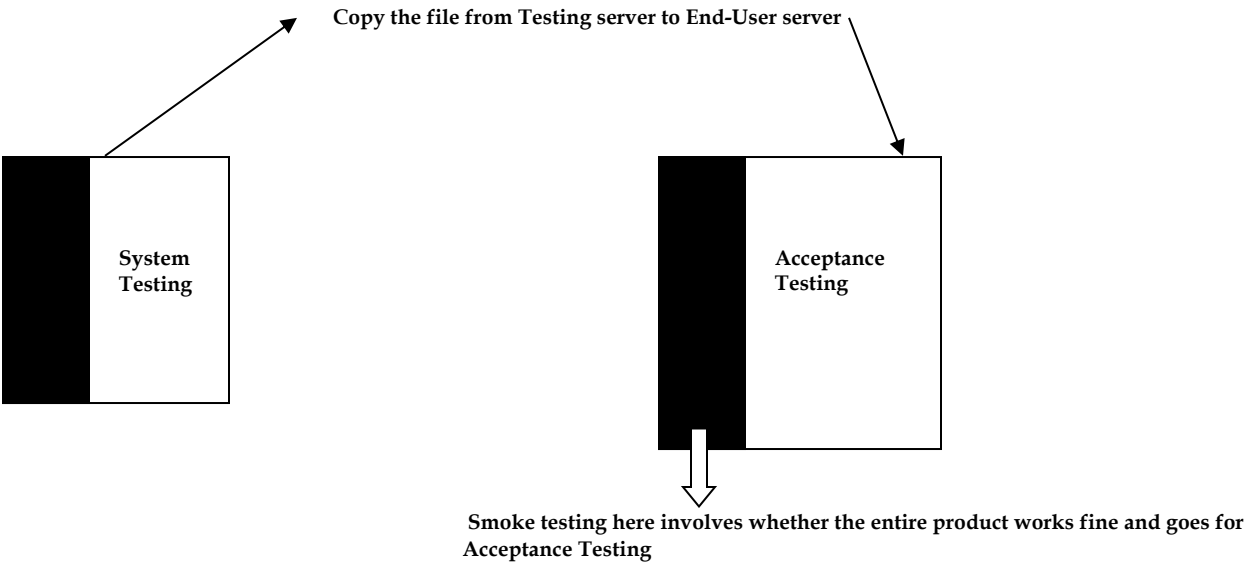 Copy the file from Testing server to End-User server
System
Testing
Acceptance
Testing
Smoke testing here involves whether the entire product works fine and goes for
Acceptance Testing